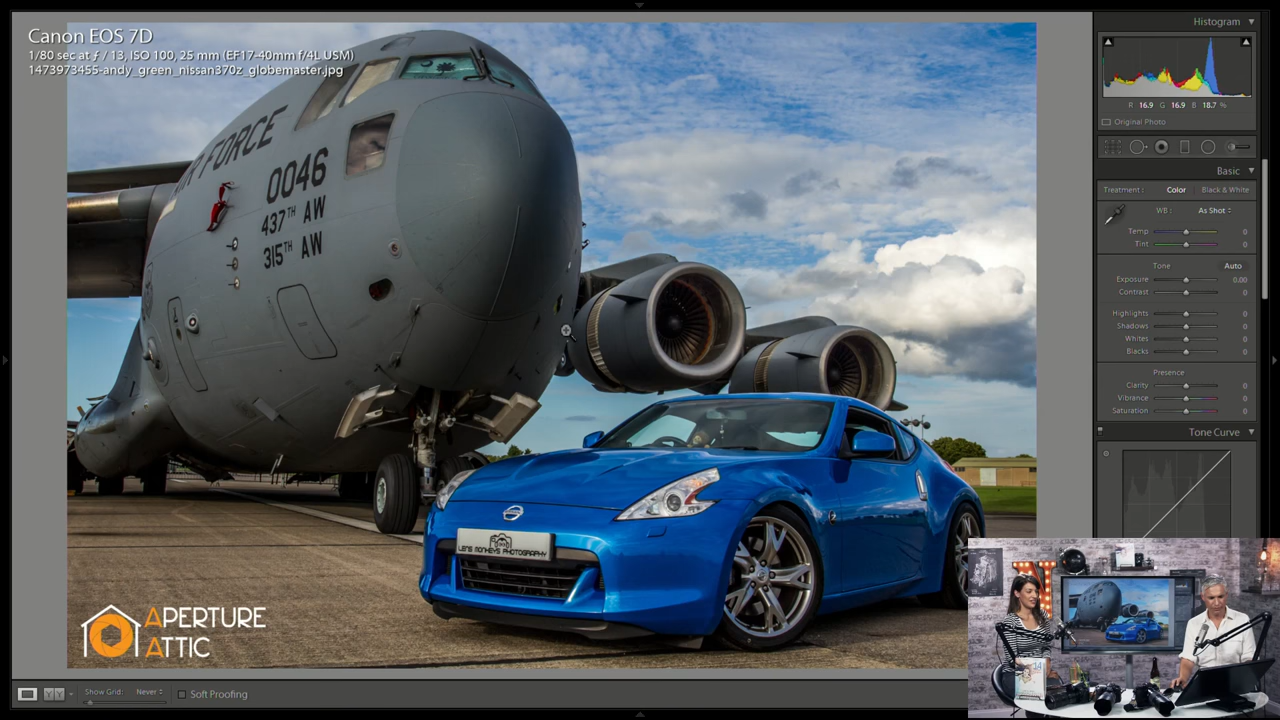 Canon EOS 7D
1/80 sec at ƒ / 13, ISO 100, 25 mm (EF17-40mm f/4L USM)
1473973455-andy_green_nissan370z_globemaster.jpg
AIR FORCE
0046
437TH AW
315TH AW
LENS MONKEYS PHOTOGRAPHY
APERTURE
ATTIC
Show Grid: Never
Soft Proofing
Histogram
R 16.9 G 16.9 B 18.7 %
Original Photo
Basic
Treatment: Color Black & White
WB: As Shot
Temp 0
Tint 0
Tone Auto
Exposure 0.00
Contrast 0
Highlights 0
Shadows 0
Whites 0
Blacks 0
Presence
Clarity 0
Vibrance 0
Saturation 0
Tone Curve